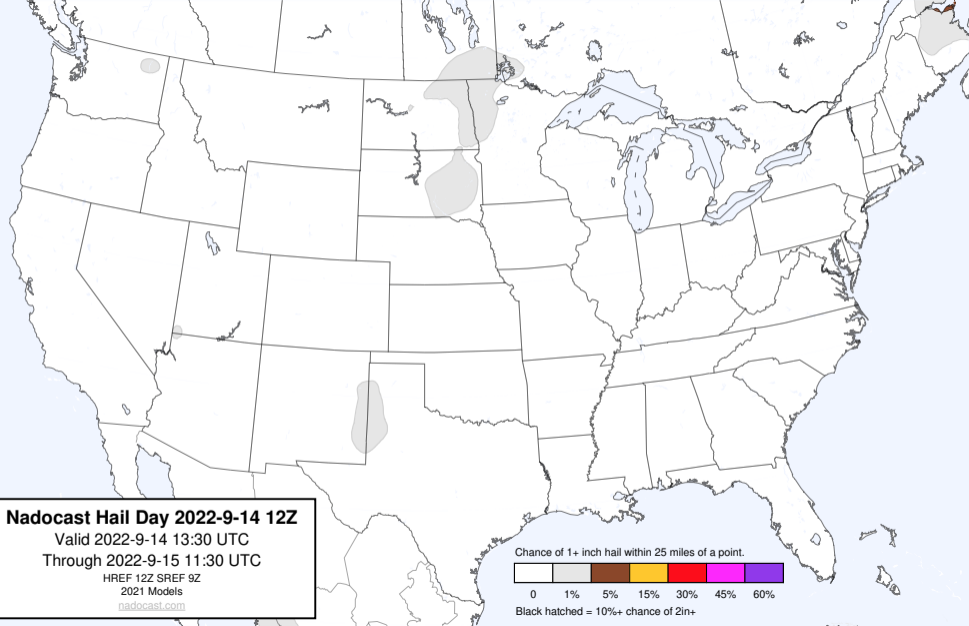 Nadocast Hail Day 2022-9-14 12Z
Valid 2022-9-14 13:30 UTC
Through 2022-9-15 11:30 UTC
HREF 12Z SREF 9Z
2021 Models
nadocast.com
Chance of 1+ inch hail within 25 miles of a point.
0 1% 5% 15% 30% 45% 60%
Black hatched = 10%+ chance of 2in+